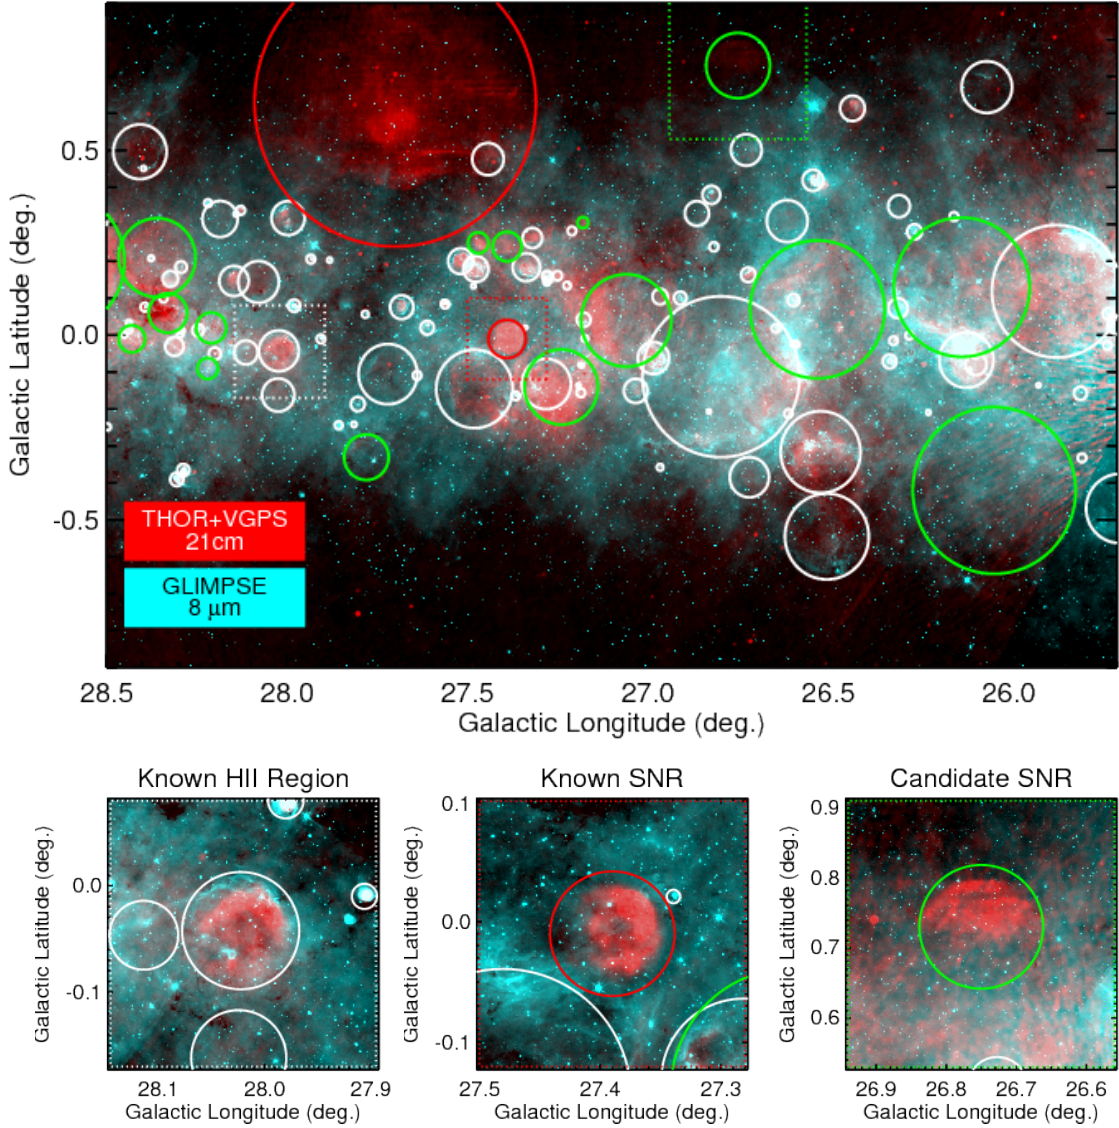 Galactic Latitude (deg.)
0.5
0.0
-0.5
THOR+VGPS
21cm
GLIMPSE
8 μm
28.5 28.0 27.5 27.0 26.5 26.0
Galactic Longitude (deg.)
Known HII Region
Galactic Latitude (deg.)
0.0
-0.1
28.1 28.0 27.9
Galactic Longitude (deg.)
Known SNR
Galactic Latitude (deg.)
0.1
0.0
-0.1
27.5 27.4 27.3
Galactic Longitude (deg.)
Candidate SNR
Galactic Latitude (deg.)
0.9
0.8
0.7
0.6
26.9 26.8 26.7 26.6
Galactic Longitude (deg.)